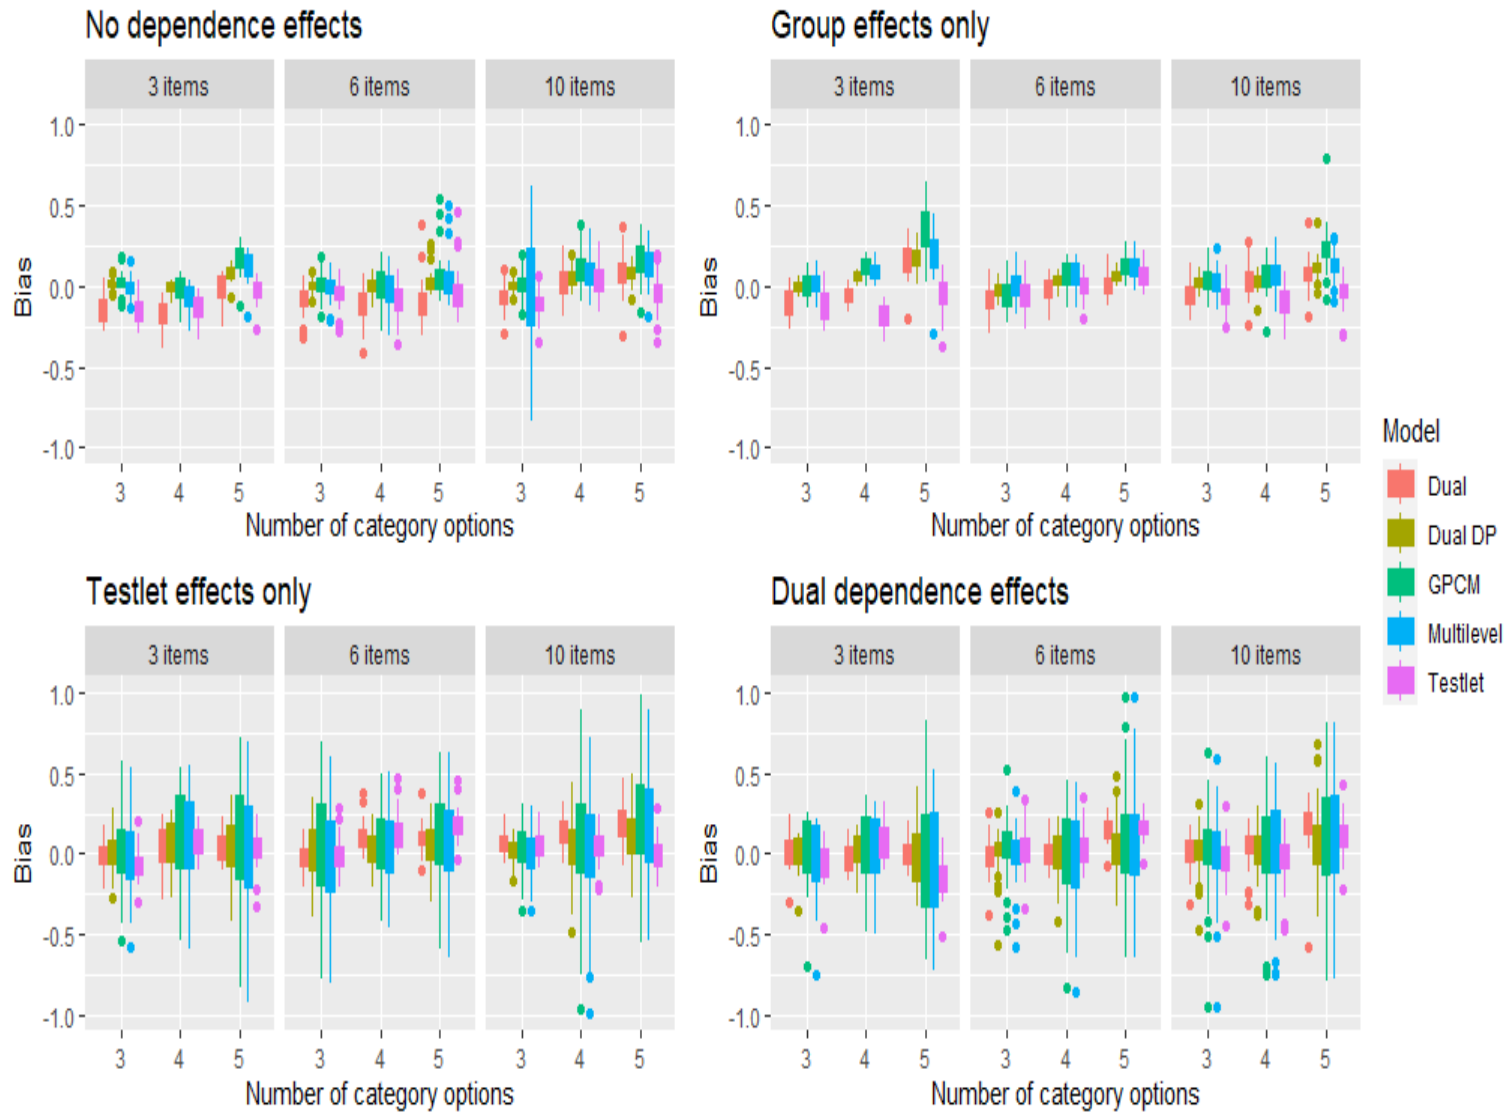 No dependence effects
3 items 6 items 10 items
1.0
0.5
0.0
-0.5
-1.0
Bias
3 4 5 3 4 5 3 4 5
Number of category options
Group effects only
3 items 6 items 10 items
1.0
0.5
0.0
-0.5
-1.0
Bias
3 4 5 3 4 5 3 4 5
Number of category options
Testlet effects only
3 items 6 items 10 items
1.0
0.5
0.0
-0.5
-1.0
Bias
3 4 5 3 4 5 3 4 5
Number of category options
Dual dependence effects
3 items 6 items 10 items
1.0
0.5
0.0
-0.5
-1.0
Bias
3 4 5 3 4 5 3 4 5
Number of category options
Model
Dual
Dual DP
GPCM
Multilevel
Testlet